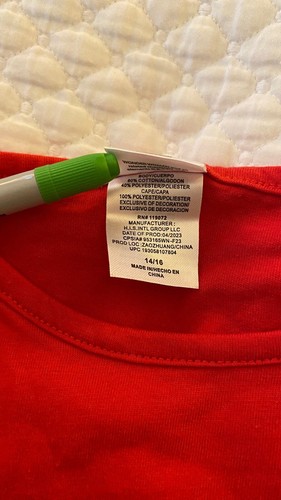 BODY/CUERPO
60% COTTON/ALGODON
40% POLYESTER/POLIESTER
CAPE/CAPA
100% POLYESTER/POLIESTER
EXCLUSIVE OF DECORATION/
EXCLUSIVO DE DECORACION
RN# 119072
MANUFACTURER :
H.I.S. INTL GROUP LLC
DATE OF PROD:04/2023
CPSIA# 953165WN-F23
PROD LOC :ZAOZHUANG/CHINA
UPC 193058107804
14/16
MADE IN/HECHO EN
CHINA